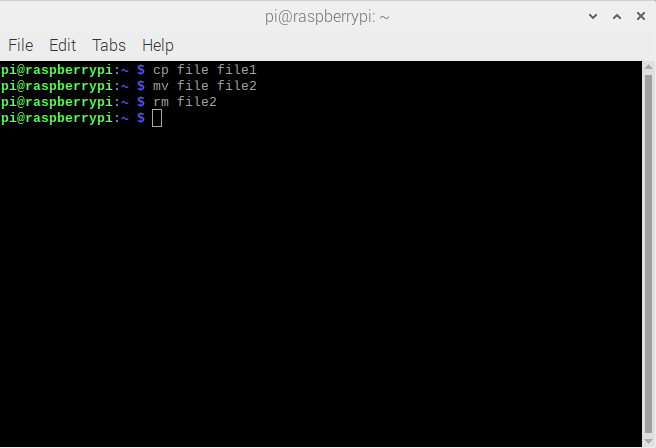 pi@raspberrypi: ~
File Edit Tabs Help
pi@raspberrypi:~ $ cp file file1
pi@raspberrypi:~ $ mv file file2
pi@raspberrypi:~ $ rm file2
pi@raspberrypi:~ $